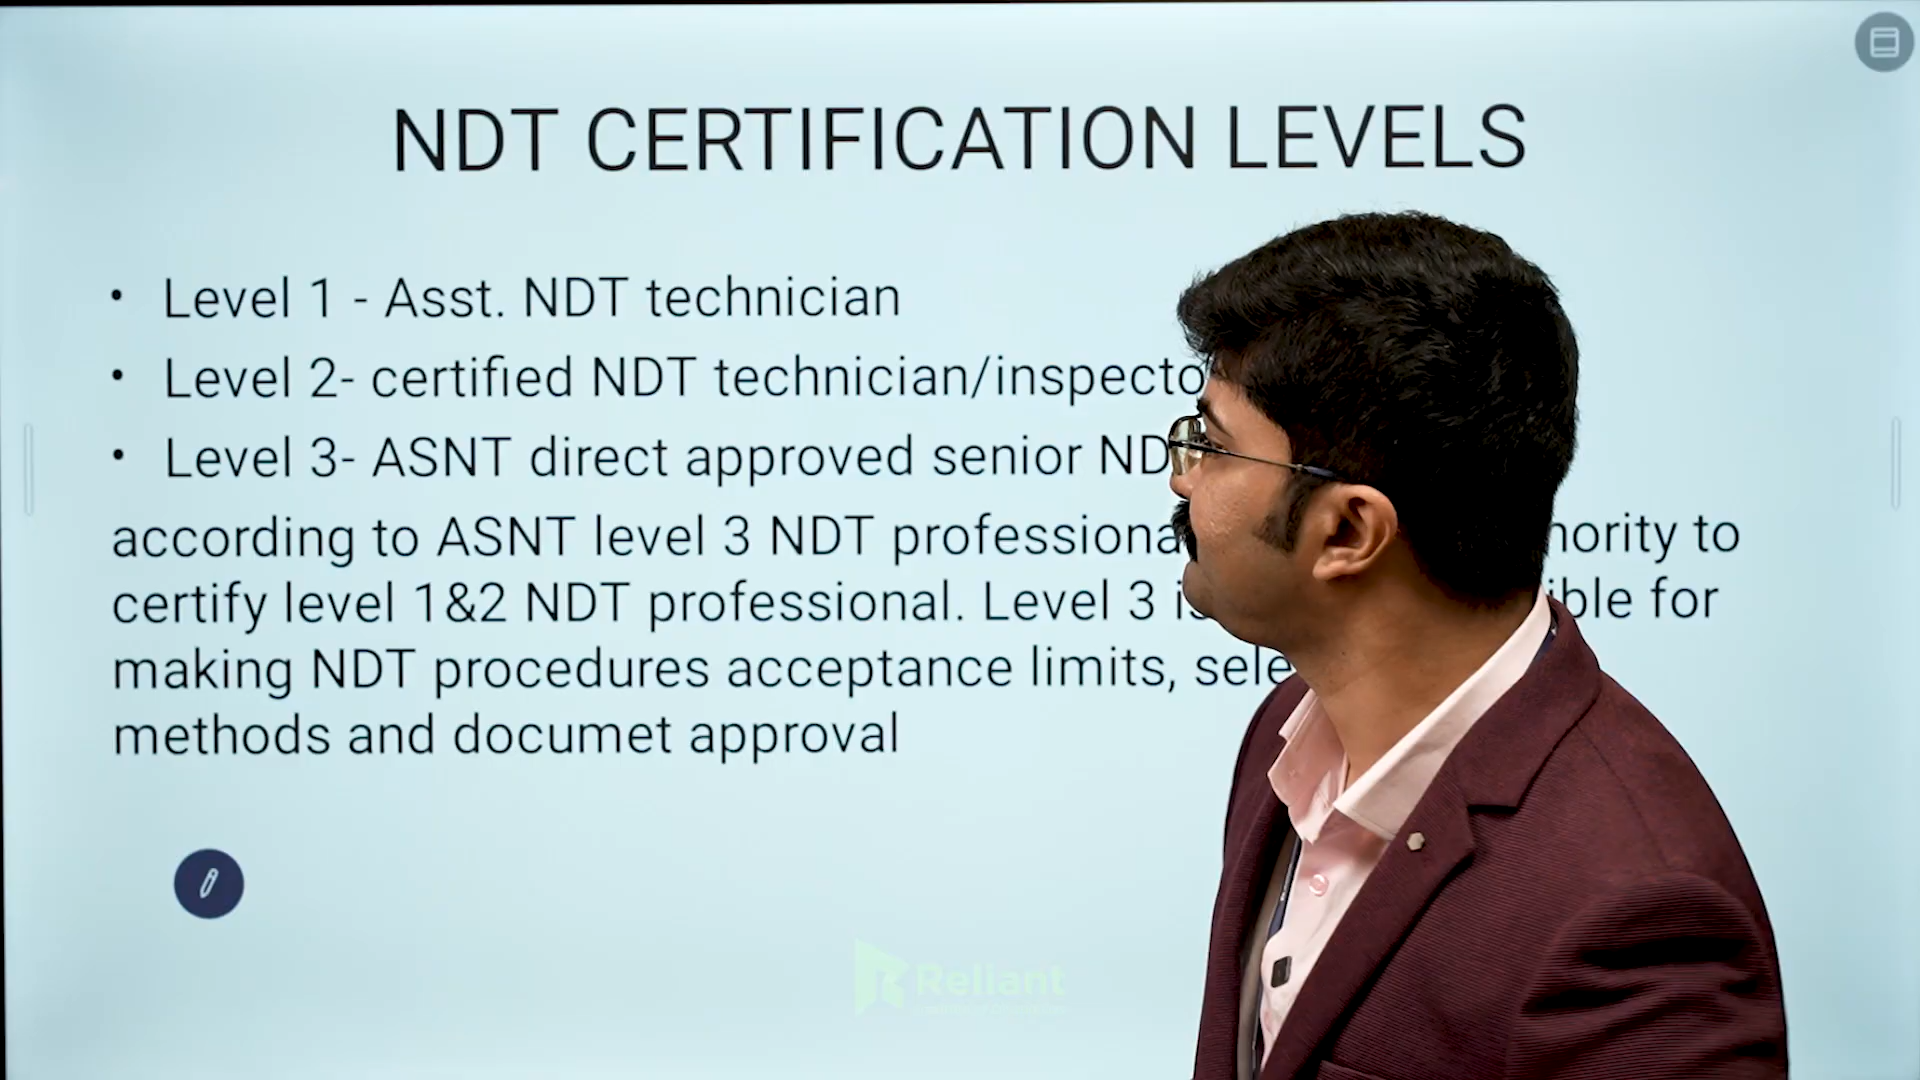 NDT CERTIFICATION LEVELS
• Level 1 - Asst. NDT technician
• Level 2- certified NDT technician/inspecto
• Level 3- ASNT direct approved senior ND
according to ASNT level 3 NDT professiona hority to
certify level 1&2 NDT professional. Level 3 is ible for
making NDT procedures acceptance limits, sele
methods and documet approval
Reliant